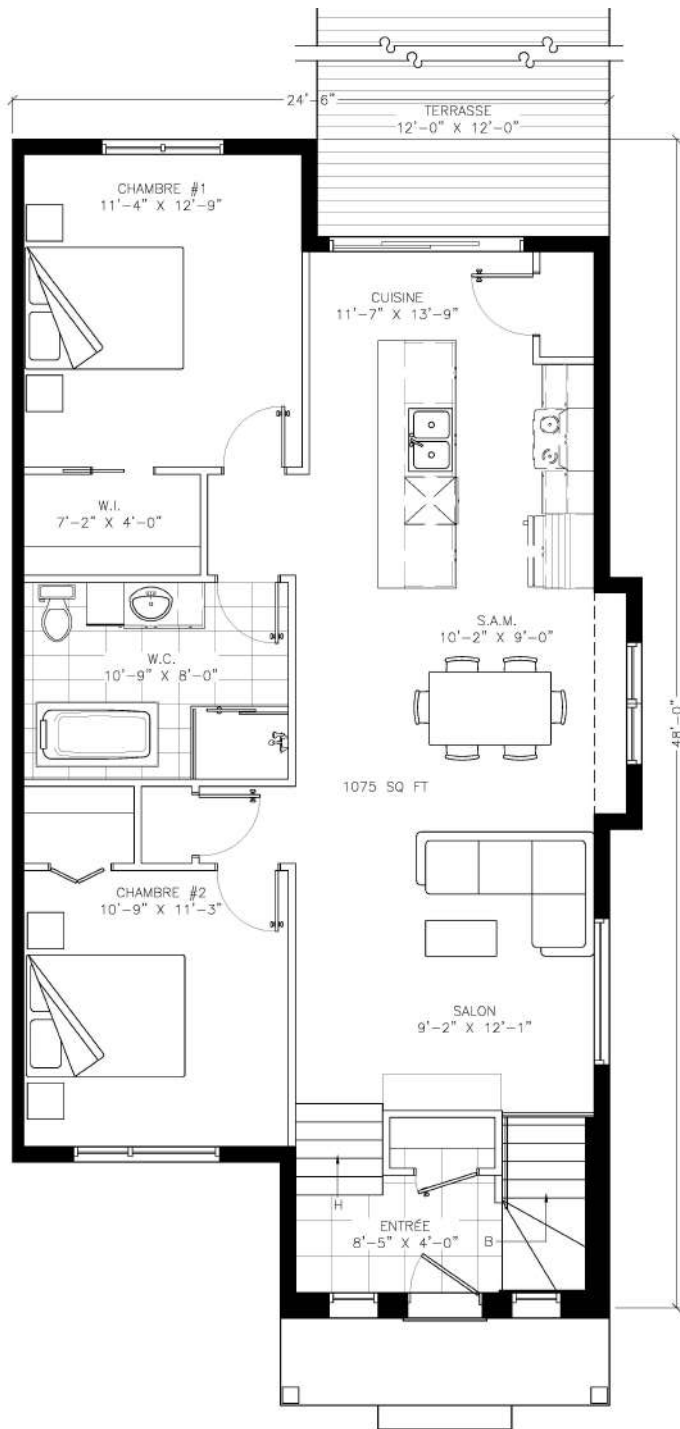 24'-6"
TERRASSE
12'-0" X 12'-0"
CHAMBRE #1
11'-4" X 12'-9"
CUISINE
11'-7" X 13'-9"
W.I.
7'-2" X 4'-0"
S.A.M.
10'-2" X 9'-0"
W.C.
10'-9" X 8'-0"
48'-0"
1075 SQ FT
CHAMBRE #2
10'-9" X 11'-3"
SALON
9'-2" X 12'-1"
H
ENTRÉE
8'-5" X 4'-0"
B